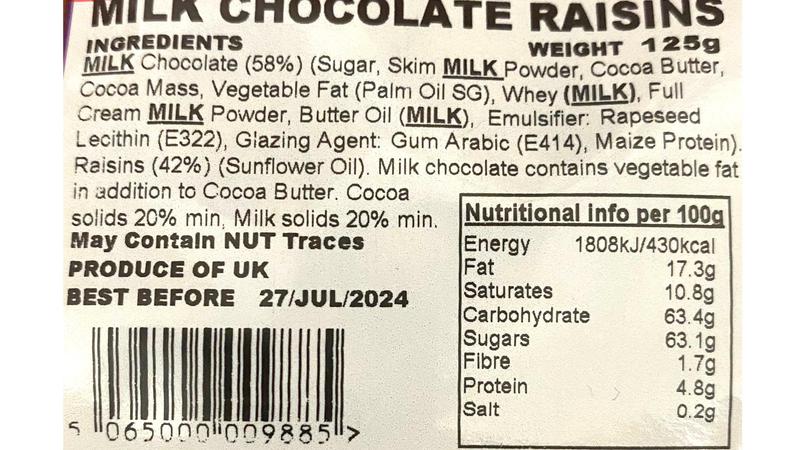 MILK CHOCOLATE RAISINS
INGREDIENTS WEIGHT 125g
MILK Chocolate (58%) (Sugar, Skim MILK Powder, Cocoa Butter,
Cocoa Mass, Vegetable Fat (Palm Oil SG), Whey (MILK), Full
Cream MILK Powder, Butter Oil (MILK), Emulsifier: Rapeseed
Lecithin (E322), Glazing Agent: Gum Arabic (E414), Maize Protein).
Raisins (42%) (Sunflower Oil). Milk chocolate contains vegetable fat
in addition to Cocoa Butter. Cocoa
solids 20% min, Milk solids 20% min.
May Contain NUT Traces
PRODUCE OF UK
BEST BEFORE 27/JUL/2024
5 065000 009885 >
Nutritional info per 100g
Energy 1808kJ/430kcal
Fat 17.3g
Saturates 10.8g
Carbohydrate 63.4g
Sugars 63.1g
Fibre 1.7g
Protein 4.8g
Salt 0.2g